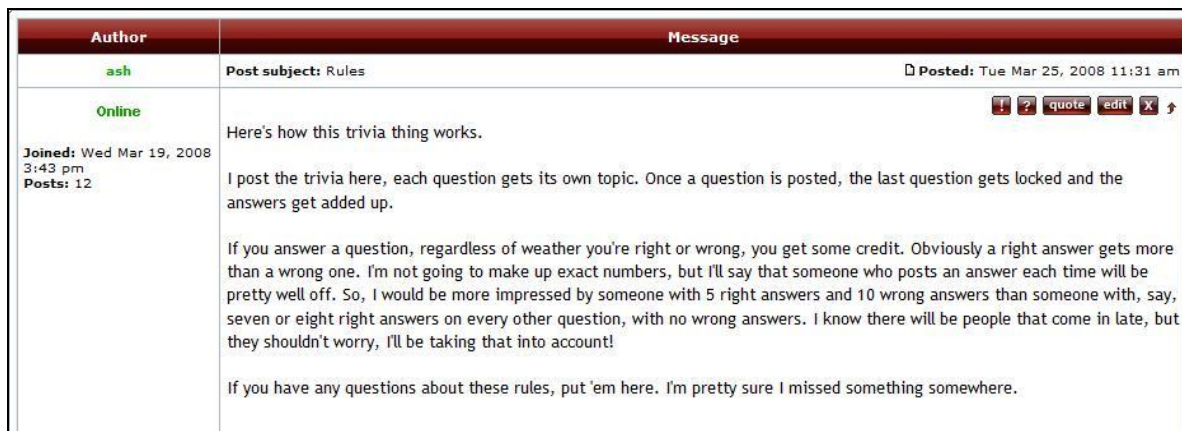 Author Message
ash Post subject: Rules Posted: Tue Mar 25, 2008 11:31 am
Online ! ? quote edit X
Here's how this trivia thing works.
Joined: Wed Mar 19, 2008
3:43 pm
Posts: 12
I post the trivia here, each question gets its own topic. Once a question is posted, the last question gets locked and the
answers get added up.
If you answer a question, regardless of weather you're right or wrong, you get some credit. Obviously a right answer gets more
than a wrong one. I'm not going to make up exact numbers, but I'll say that someone who posts an answer each time will be
pretty well off. So, I would be more impressed by someone with 5 right answers and 10 wrong answers than someone with, say,
seven or eight right answers on every other question, with no wrong answers. I know there will be people that come in late, but
they shouldn't worry, I'll be taking that into account!
If you have any questions about these rules, put 'em here. I'm pretty sure I missed something somewhere.